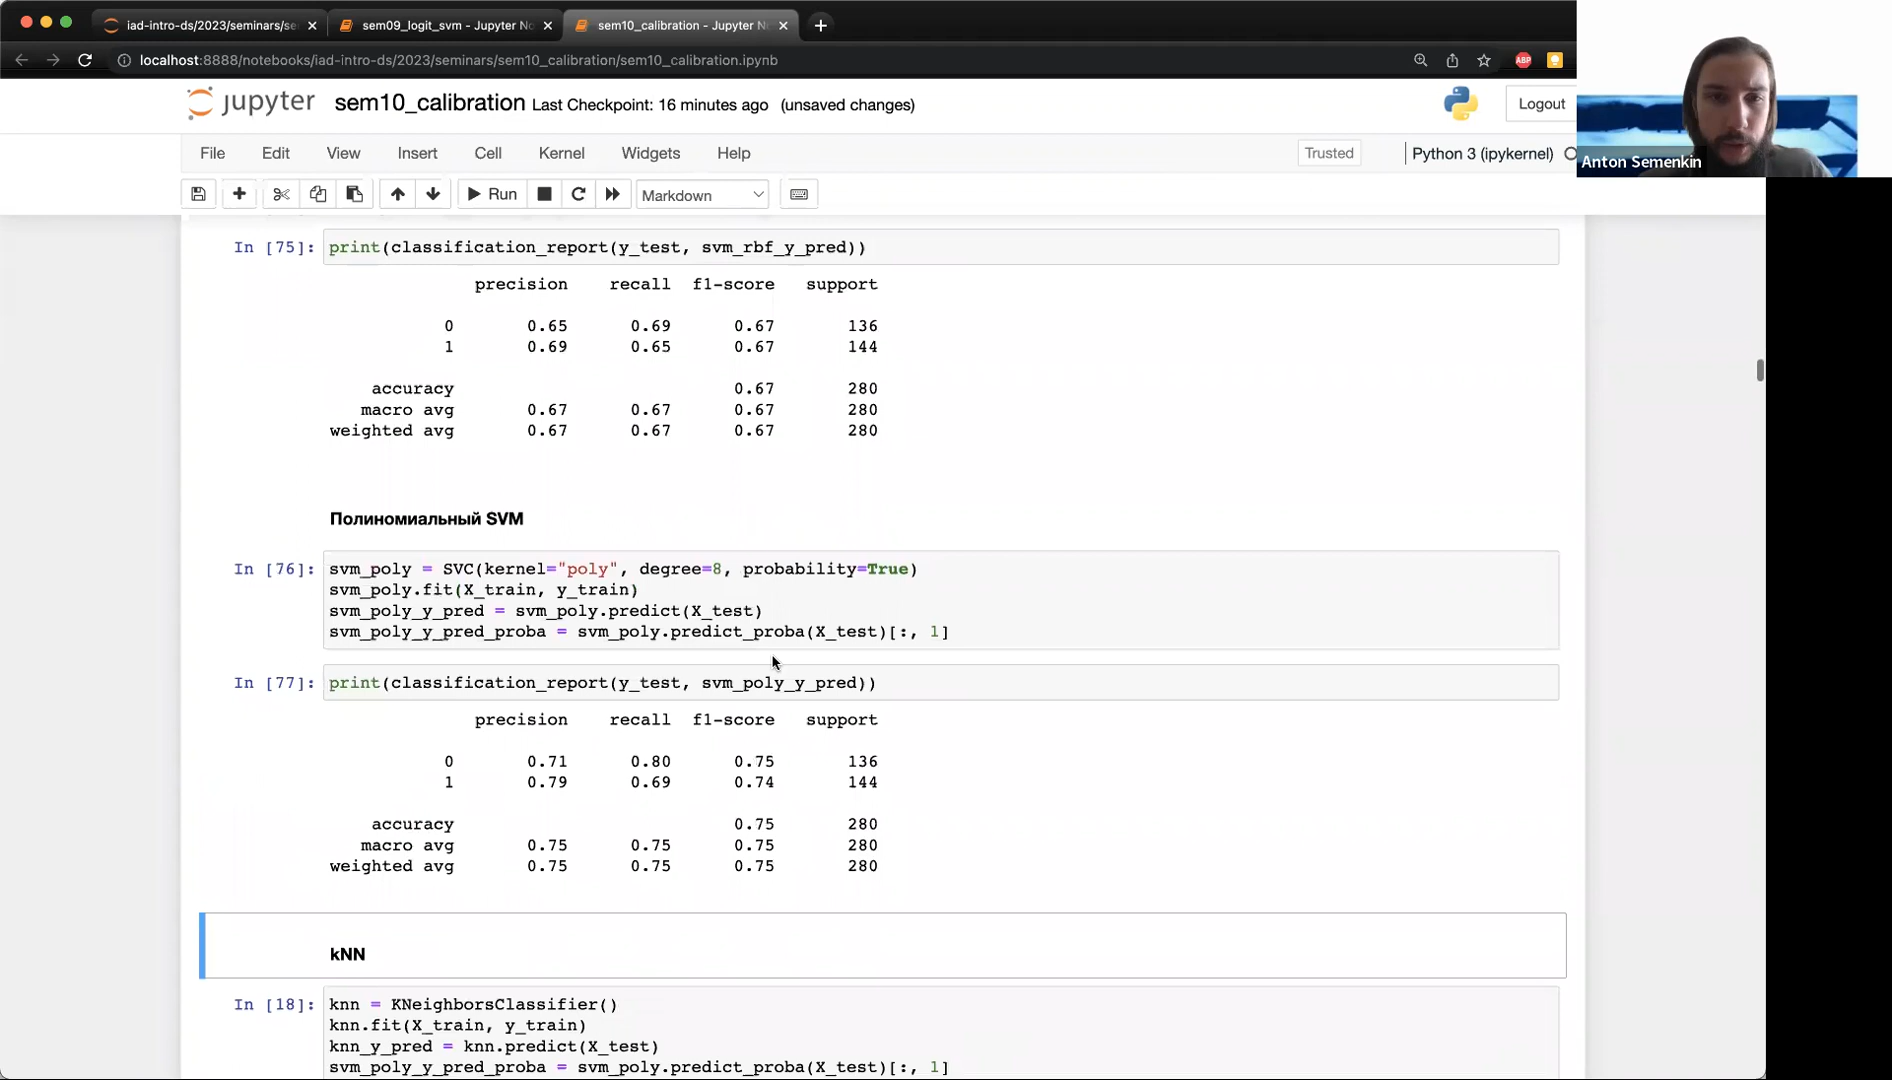 iad-intro-ds/2023/seminars/se
sem09_logit_svm - Jupyter No
sem10_calibration - Jupyter N
localhost:8888/notebooks/iad-intro-ds/2023/seminars/sem10_calibration/sem10_calibration.ipynb
ABP
jupyter sem10_calibration Last Checkpoint: 16 minutes ago (unsaved changes)
Logout
Anton Semenkin
File Edit View Insert Cell Kernel Widgets Help
Trusted
Python 3 (ipykernel)
Run
Markdown
In [75]: print(classification_report(y_test, svm_rbf_y_pred))
precision recall f1-score support
0 0.65 0.69 0.67 136
1 0.69 0.65 0.67 144
accuracy 0.67 280
macro avg 0.67 0.67 0.67 280
weighted avg 0.67 0.67 0.67 280
Полиномиальный SVM
In [76]: svm_poly = SVC(kernel="poly", degree=8, probability=True)
svm_poly.fit(X_train, y_train)
svm_poly_y_pred = svm_poly.predict(X_test)
svm_poly_y_pred_proba = svm_poly.predict_proba(X_test)[:, 1]
In [77]: print(classification_report(y_test, svm_poly_y_pred))
precision recall f1-score support
0 0.71 0.80 0.75 136
1 0.79 0.69 0.74 144
accuracy 0.75 280
macro avg 0.75 0.75 0.75 280
weighted avg 0.75 0.75 0.75 280
kNN
In [18]: knn = KNeighborsClassifier()
knn.fit(X_train, y_train)
knn_y_pred = knn.predict(X_test)
svm_poly_y_pred_proba = svm_poly.predict_proba(X_test)[:, 1]